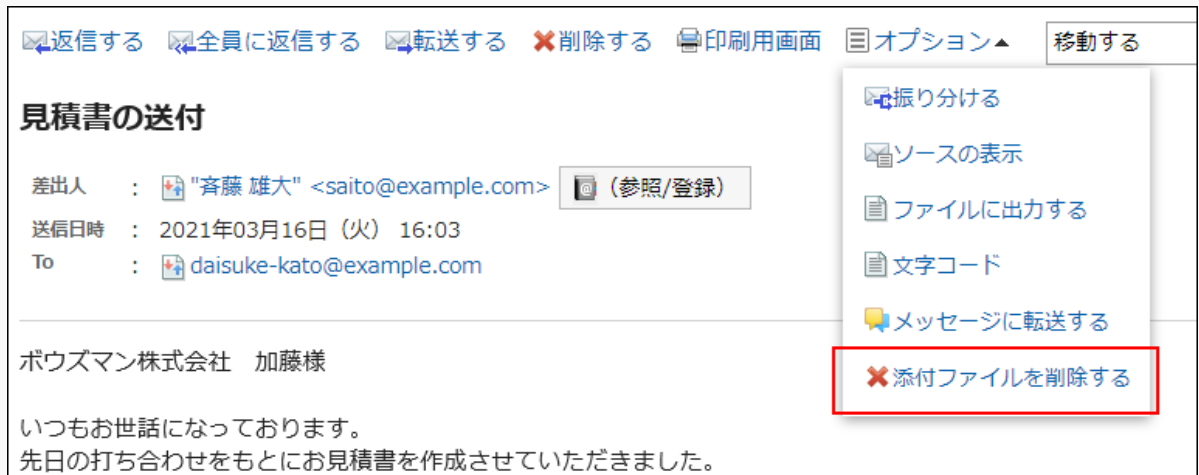 返信する 全員に返信する 転送する 削除する 印刷用画面 オプション▲ 移動する
見積書の送付
差出人 : "斉藤 雄大" <saito@example.com> (参照/登録)
送信日時 : 2021年03月16日(火) 16:03
To : daisuke-kato@example.com
振り分ける
ソースの表示
ファイルに出力する
文字コード
メッセージに転送する
添付ファイルを削除する
ボウズマン株式会社 加藤様
いつもお世話になっております。
先日の打ち合わせをもとにお見積書を作成させていただきました。